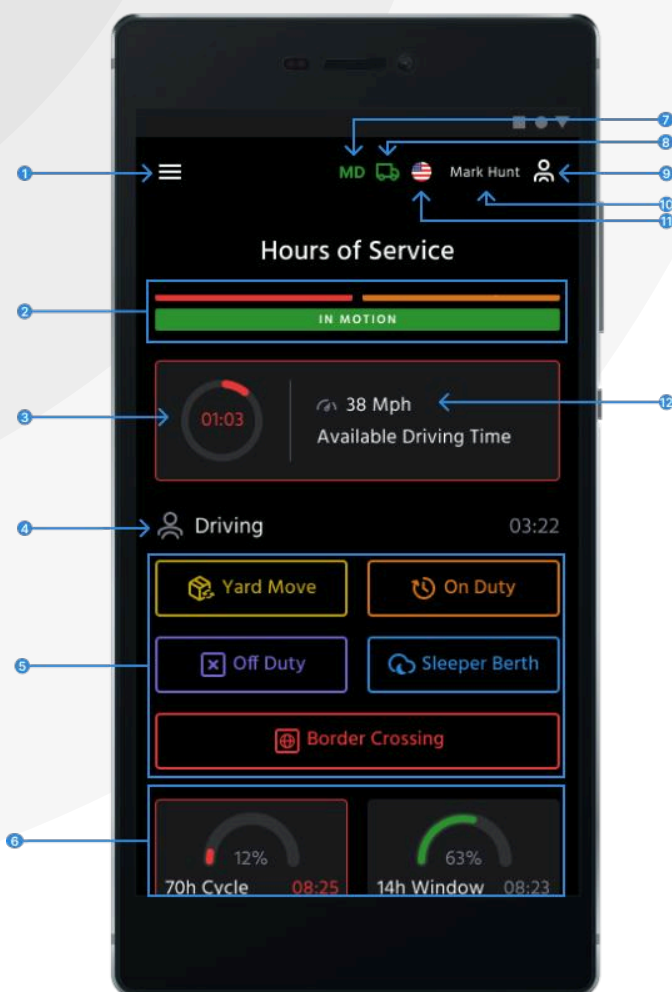 7
8
1
MD
Mark Hunt
9
10
11
Hours of Service
2
IN MOTION
3
01:03
38 Mph
12
Available Driving Time
4
Driving
03:22
Yard Move
On Duty
5
Off Duty
Sleeper Berth
Border Crossing
6
12%
63%
70h Cycle
08:25
14h Window
08:23